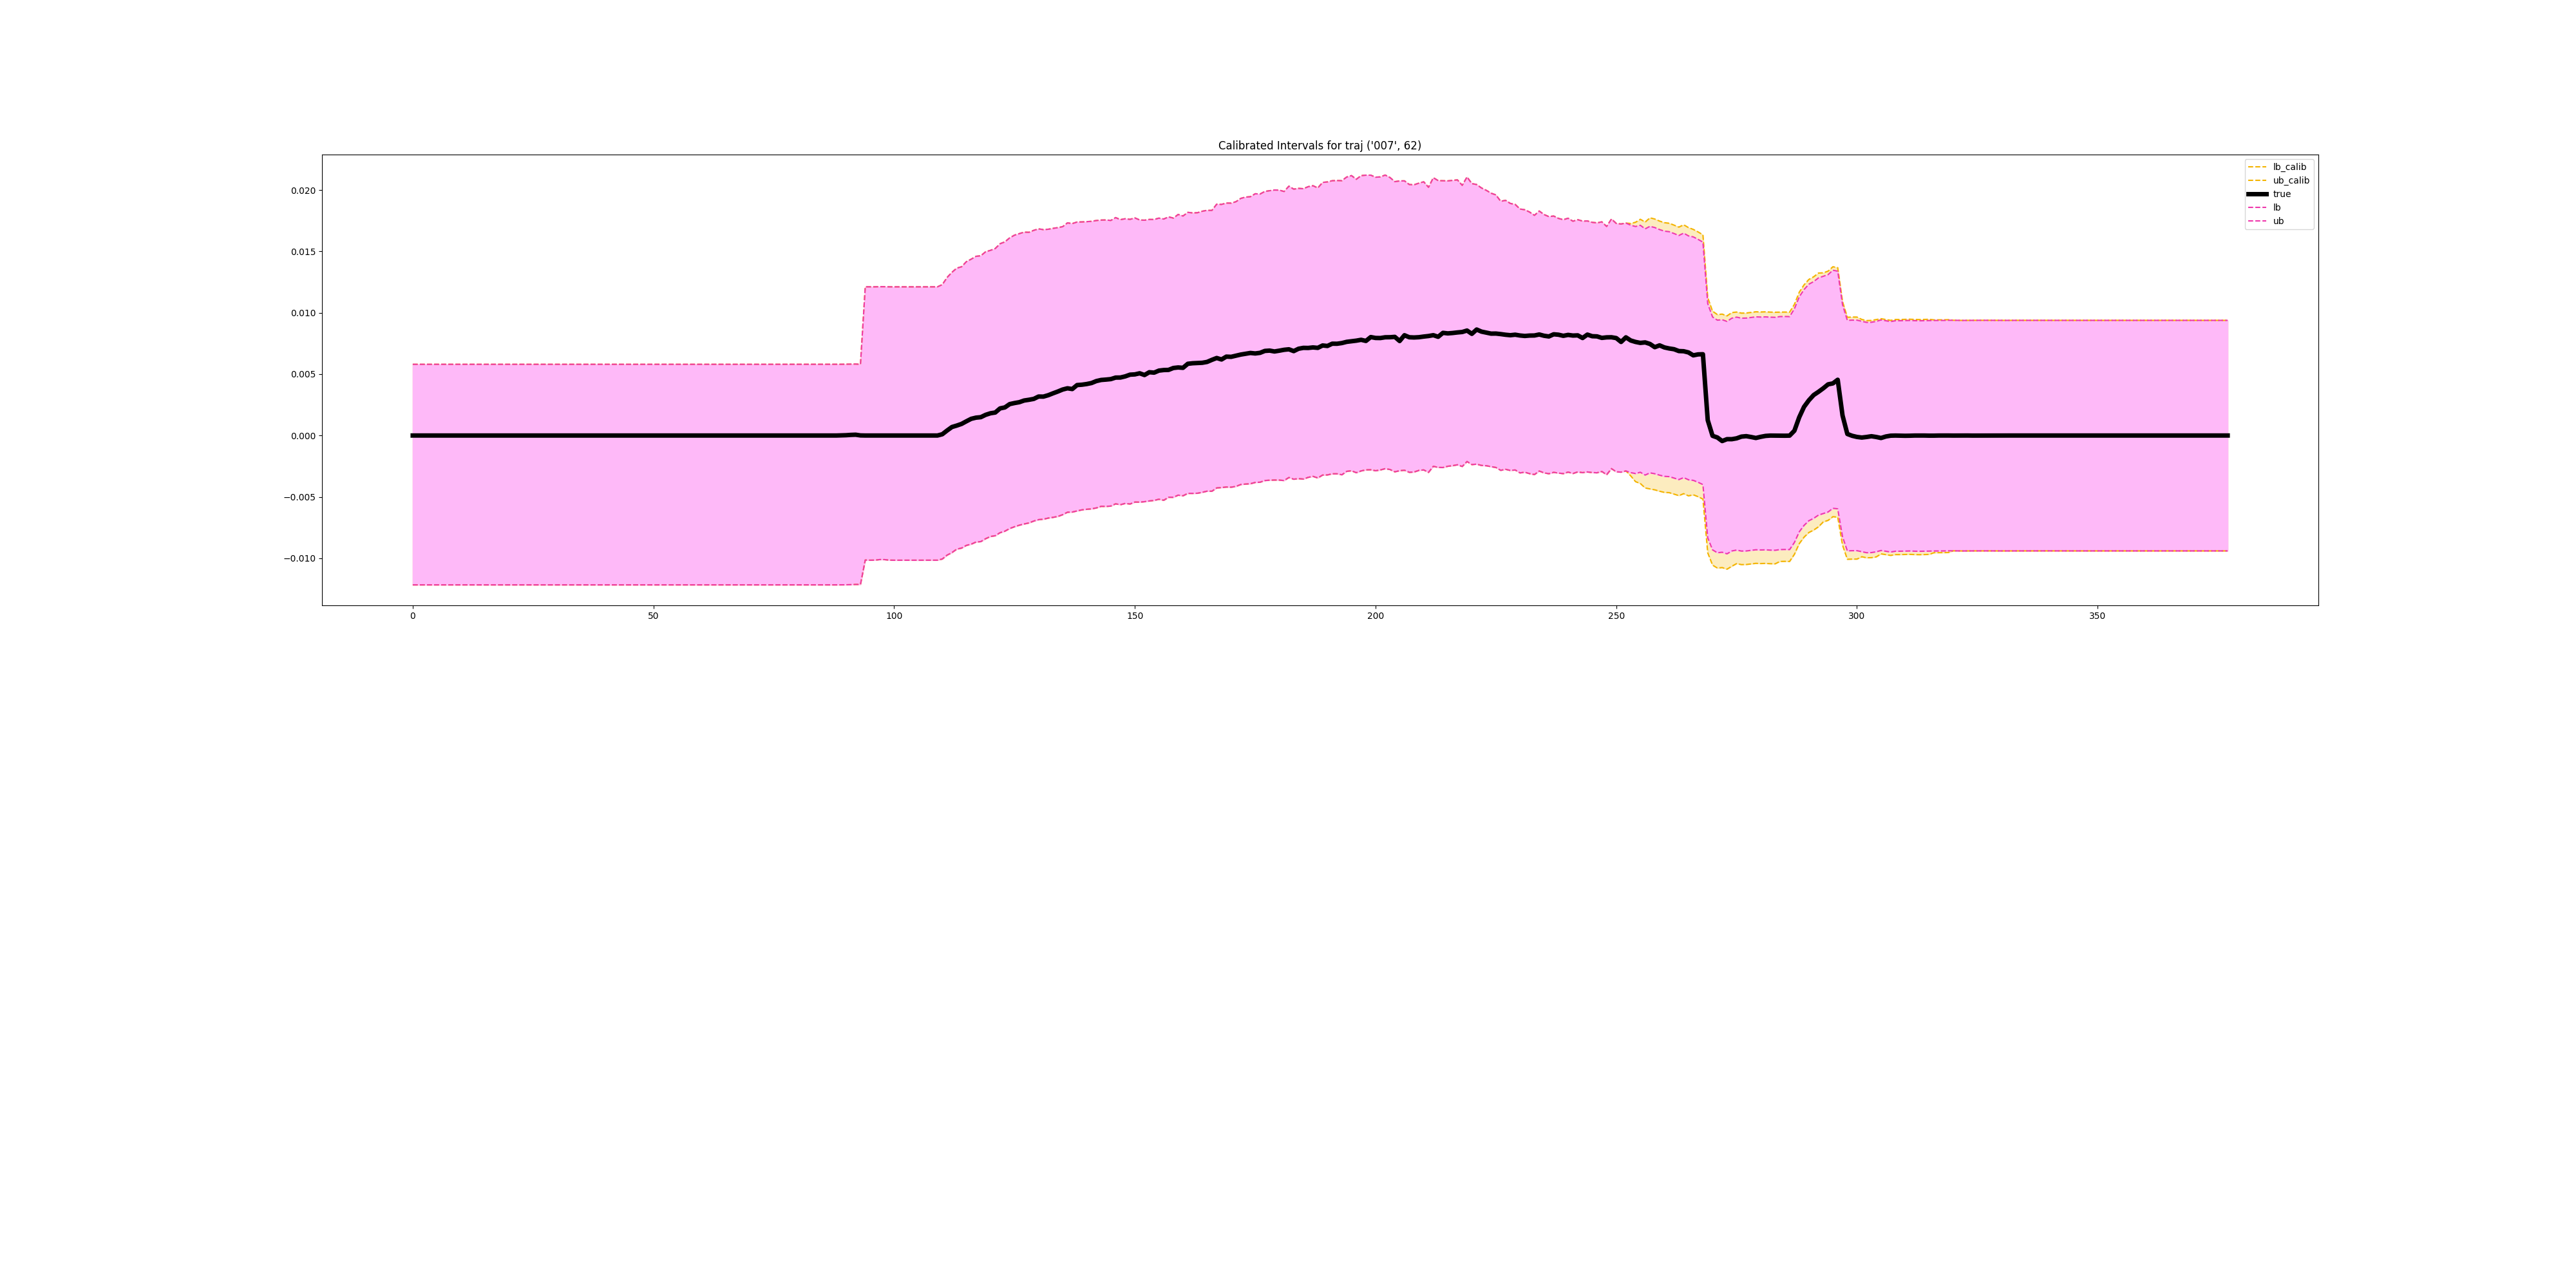 Calibrated Intervals for traj ('007', 62)
lb_calib
ub_calib
true
lb
ub
0.020
0.015
0.010
0.005
0.000
−0.005
−0.010
0 50 100 150 200 250 300 350